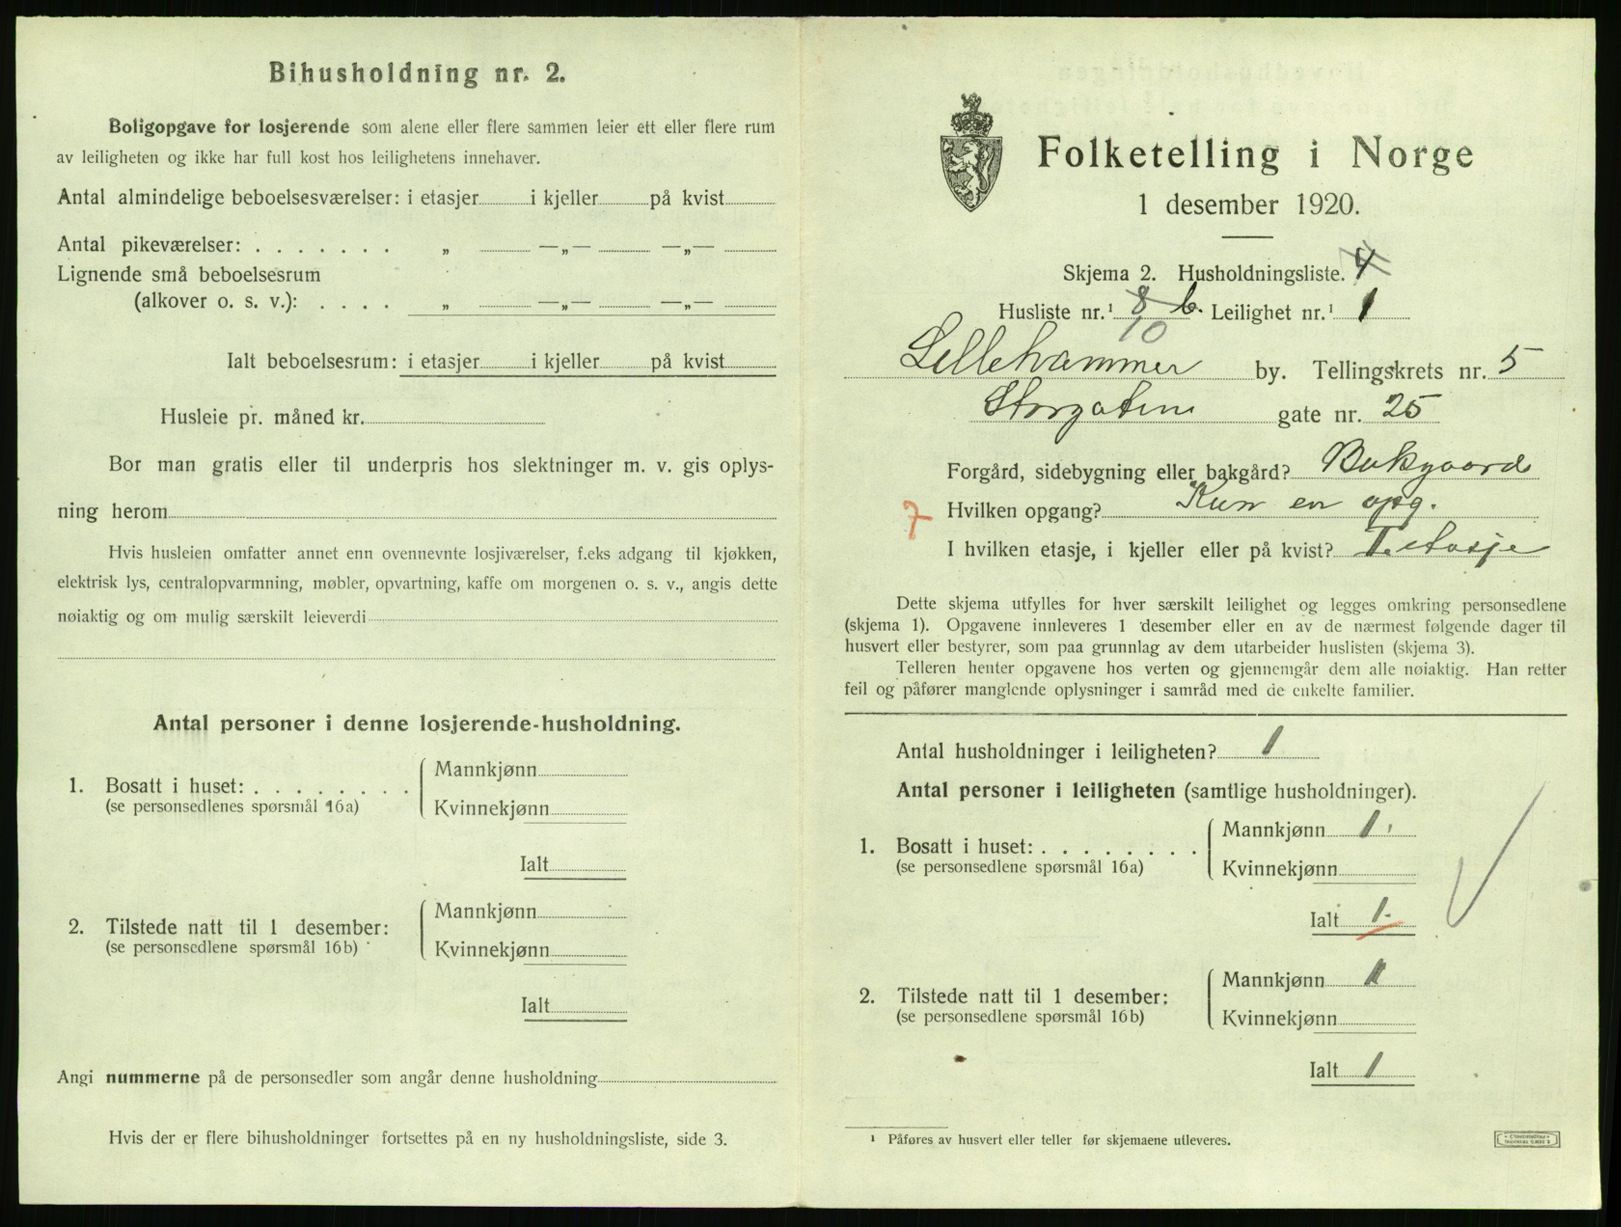 Bihusholdning nr. 2.
Boligopgave for losjerende som alene eller flere sammen leier ett eller flere rum
av leiligheten og ikke har full kost hos leilighetens innehaver.
Antal almindelige beboelsesværelser: i etasjer i kjeller på kvist
Antal pikeværelser: . . . . . . . „ —„— —„—
Lignende små beboelsesrum
(alkover o. s. v.): . . . . „ —„— —„—
Ialt beboelsesrum: i etasjer i kjeller på kvist
Husleie pr. måned kr.
Bor man gratis eller til underpris hos slektninger m. v. gis oplys-
ning herom
Hvis husleien omfatter annet enn ovennevnte losjiværelser, f.eks adgang til kjøkken,
elektrisk lys, centralopvarmning, møbler, opvartning, kaffe om morgenen o. s. v., angis dette
nøiaktig og om mulig særskilt leieverdi
Antal personer i denne losjerende-husholdning.
1. Bosatt i huset: . . . . . . . . Mannkjønn
(se personsedlenes spørsmål 16a) Kvinnekjønn
Ialt
2. Tilstede natt til 1 desember: Mannkjønn
(se personsedlene spørsmål 16b) Kvinnekjønn
Ialt
Angi nummerne på de personsedler som angår denne husholdning
Hvis der er flere bihusholdninger fortsettes på en ny husholdningsliste, side 3.
Folketelling i Norge
1 desember 1920.
Skjema 2. Husholdningsliste. 4
Husliste nr.¹ 8 b. Leilighet nr.¹ 1
10
Lillehammer by. Tellingskrets nr. 5
Storgaten gate nr. 25
Forgård, sidebygning eller bakgård? Bakgaard
7 Hvilken opgang? Kun en opg.
I hvilken etasje, i kjeller eller på kvist? 1. etasje
Dette skjema utfylles for hver særskilt leilighet og legges omkring personsedlene
(skjema 1). Opgavene innleveres 1 desember eller en av de nærmest følgende dager til
husvert eller bestyrer, som paa grunnlag av dem utarbeider huslisten (skjema 3).
Telleren henter opgavene hos verten og gjennemgår dem alle nøiaktig. Han retter
feil og påfører manglende oplysninger i samråd med de enkelte familier.
Antal husholdninger i leiligheten? 1
Antal personer i leiligheten (samtlige husholdninger).
1. Bosatt i huset: . . . . . . . . Mannkjønn 1
(se personsedlene spørsmål 16a) Kvinnekjønn
Ialt 1
2. Tilstede natt til 1 desember: Mannkjønn 1
(se personsedlene spørsmål 16b) Kvinnekjønn
Ialt 1
¹ Påføres av husvert eller teller før skjemaene utleveres.